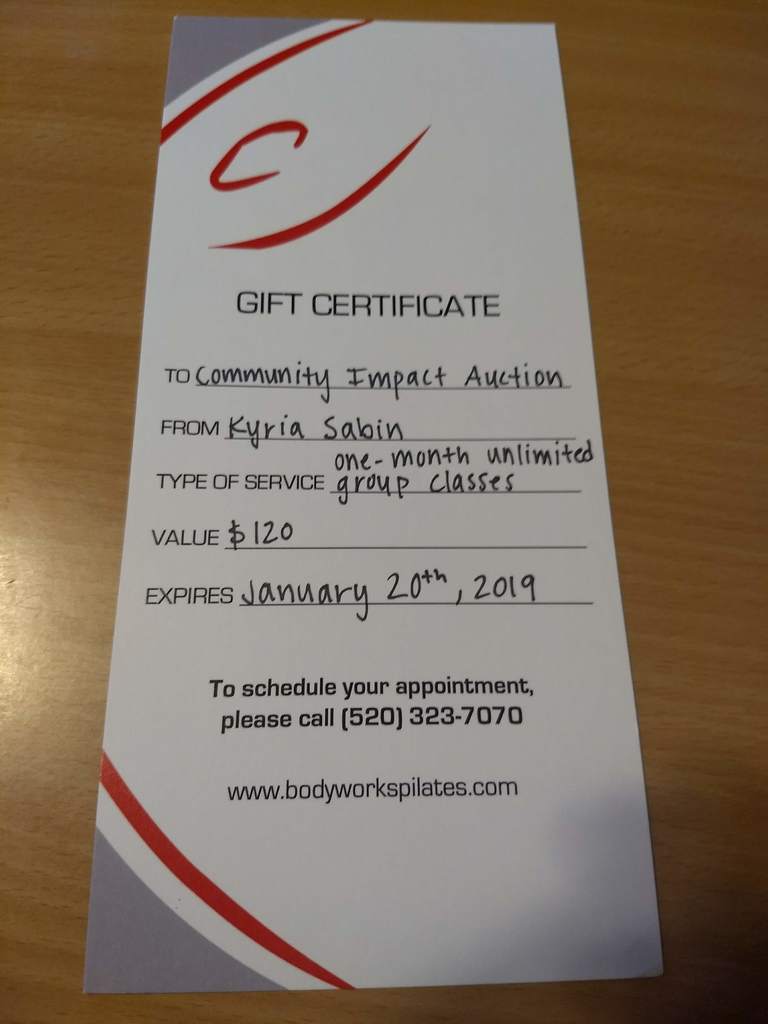 GIFT CERTIFICATE
TO Community Impact Auction
FROM Kyria Sabin
one-month unlimited
TYPE OF SERVICE group classes
VALUE $120
EXPIRES January 20th, 2019
To schedule your appointment,
please call (520) 323-7070
www.bodyworkspilates.com